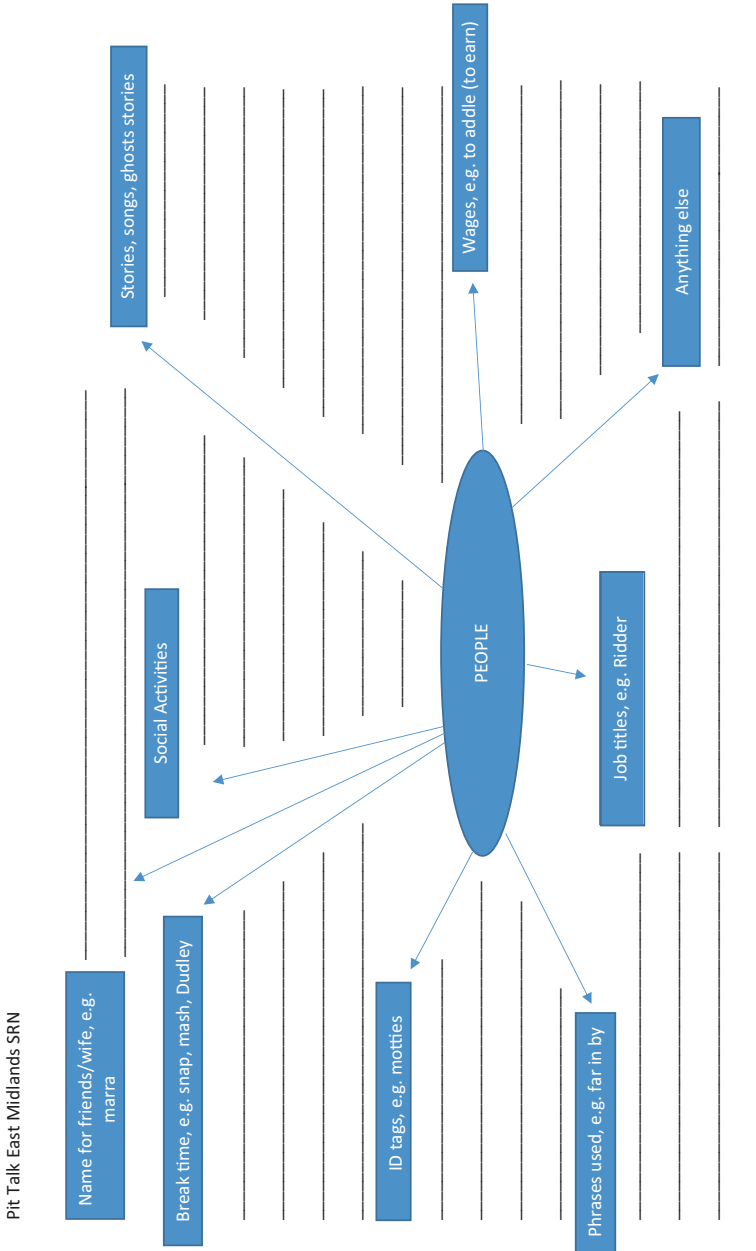 Pit Talk East Midlands SRN
Name for friends/wife, e.g.
marra
Social Activities
Stories, songs, ghosts stories
Break time, e.g. snap, mash, Dudley
ID tags, e.g. motties
PEOPLE
Wages, e.g. to addle (to earn)
Phrases used, e.g. far in by
Job titles, e.g. Ridder
Anything else